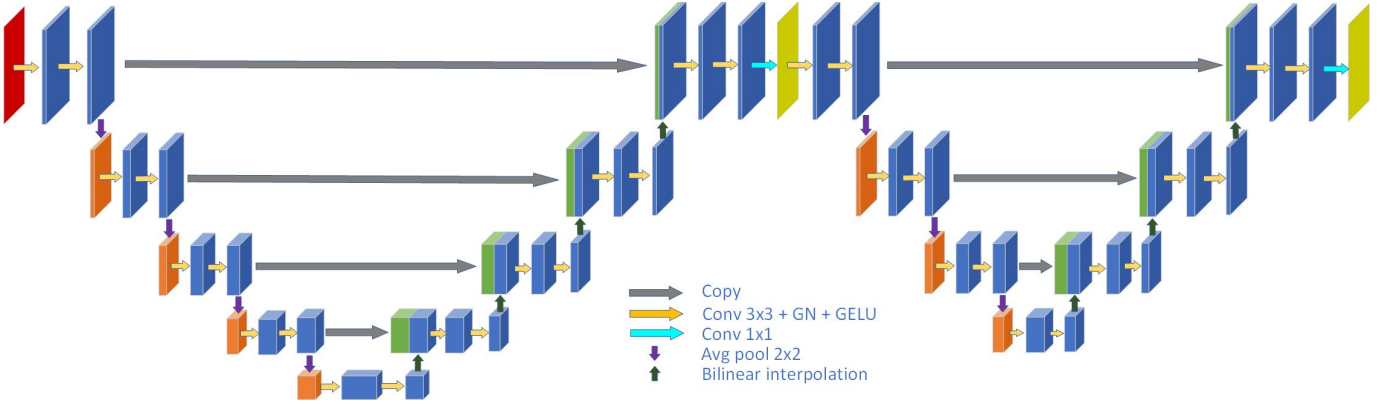 Copy
Conv 3x3 + GN + GELU
Conv 1x1
Avg pool 2x2
Bilinear interpolation